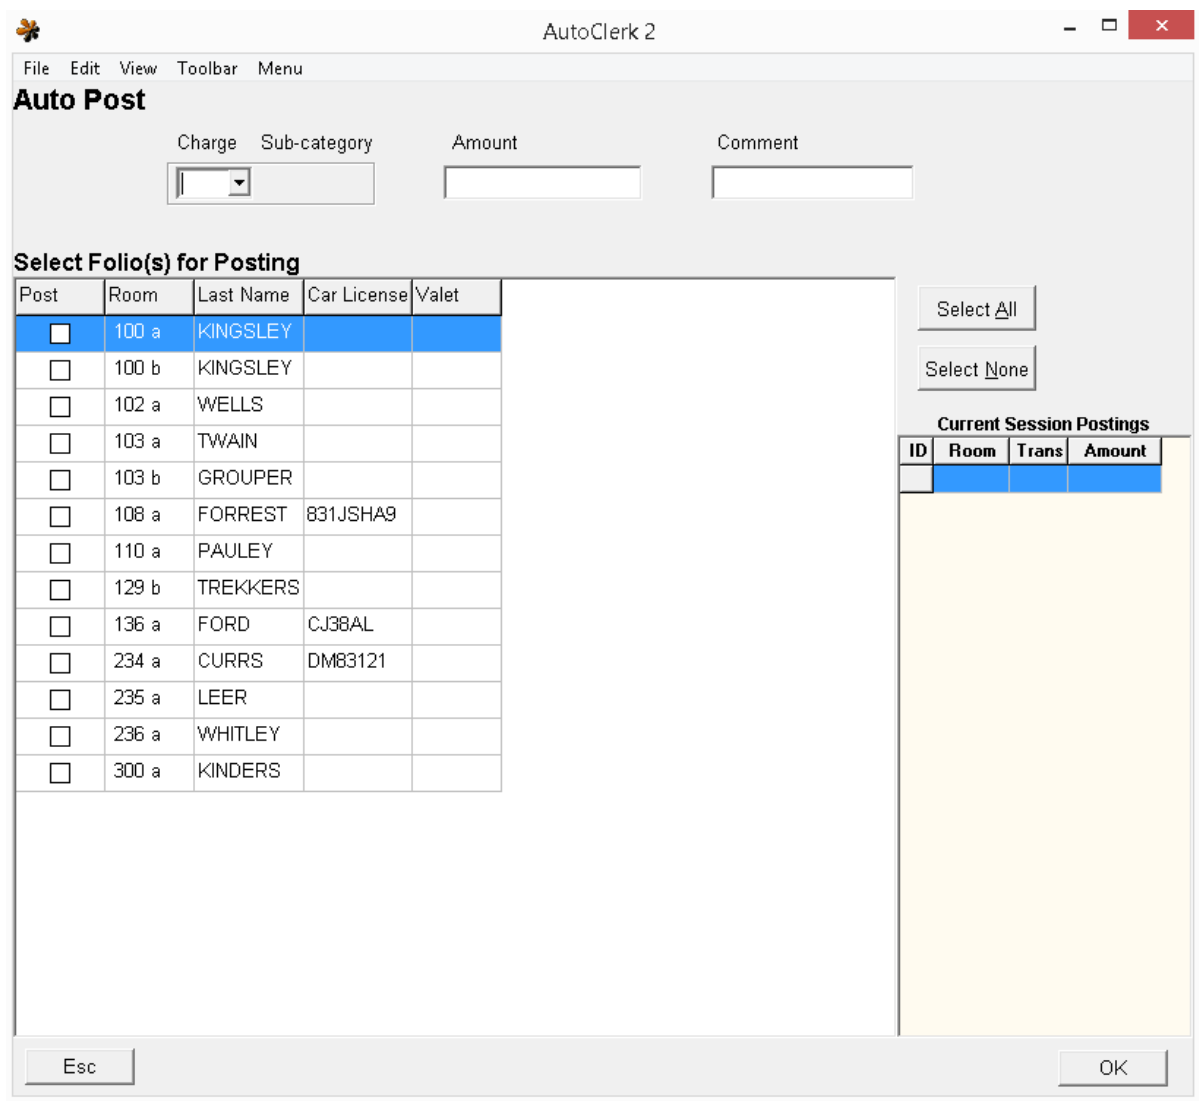 AutoClerk 2
File Edit View Toolbar Menu
Auto Post
Charge Sub-category Amount Comment
Select Folio(s) for Posting
Post Room Last Name Car License Valet
100 a KINGSLEY
100 b KINGSLEY
102 a WELLS
103 a TWAIN
103 b GROUPER
108 a FORREST 831JSHA9
110 a PAULEY
129 b TREKKERS
136 a FORD CJ38AL
234 a CURRS DM83121
235 a LEER
236 a WHITLEY
300 a KINDERS
Select All
Select None
Current Session Postings
ID Room Trans Amount
Esc OK